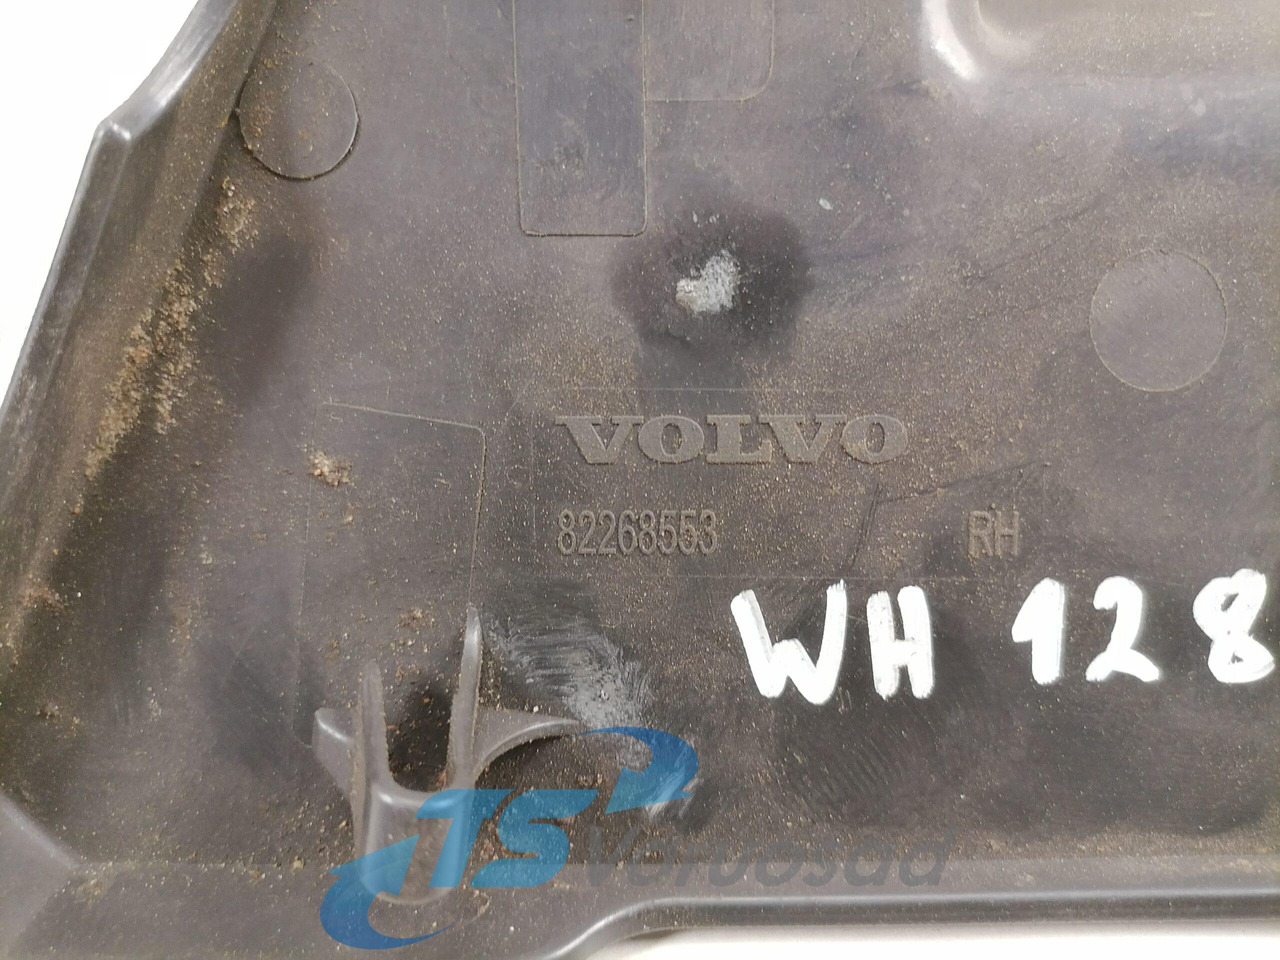 VOLVO
82268553 RH
WH 128
TS Varuosad